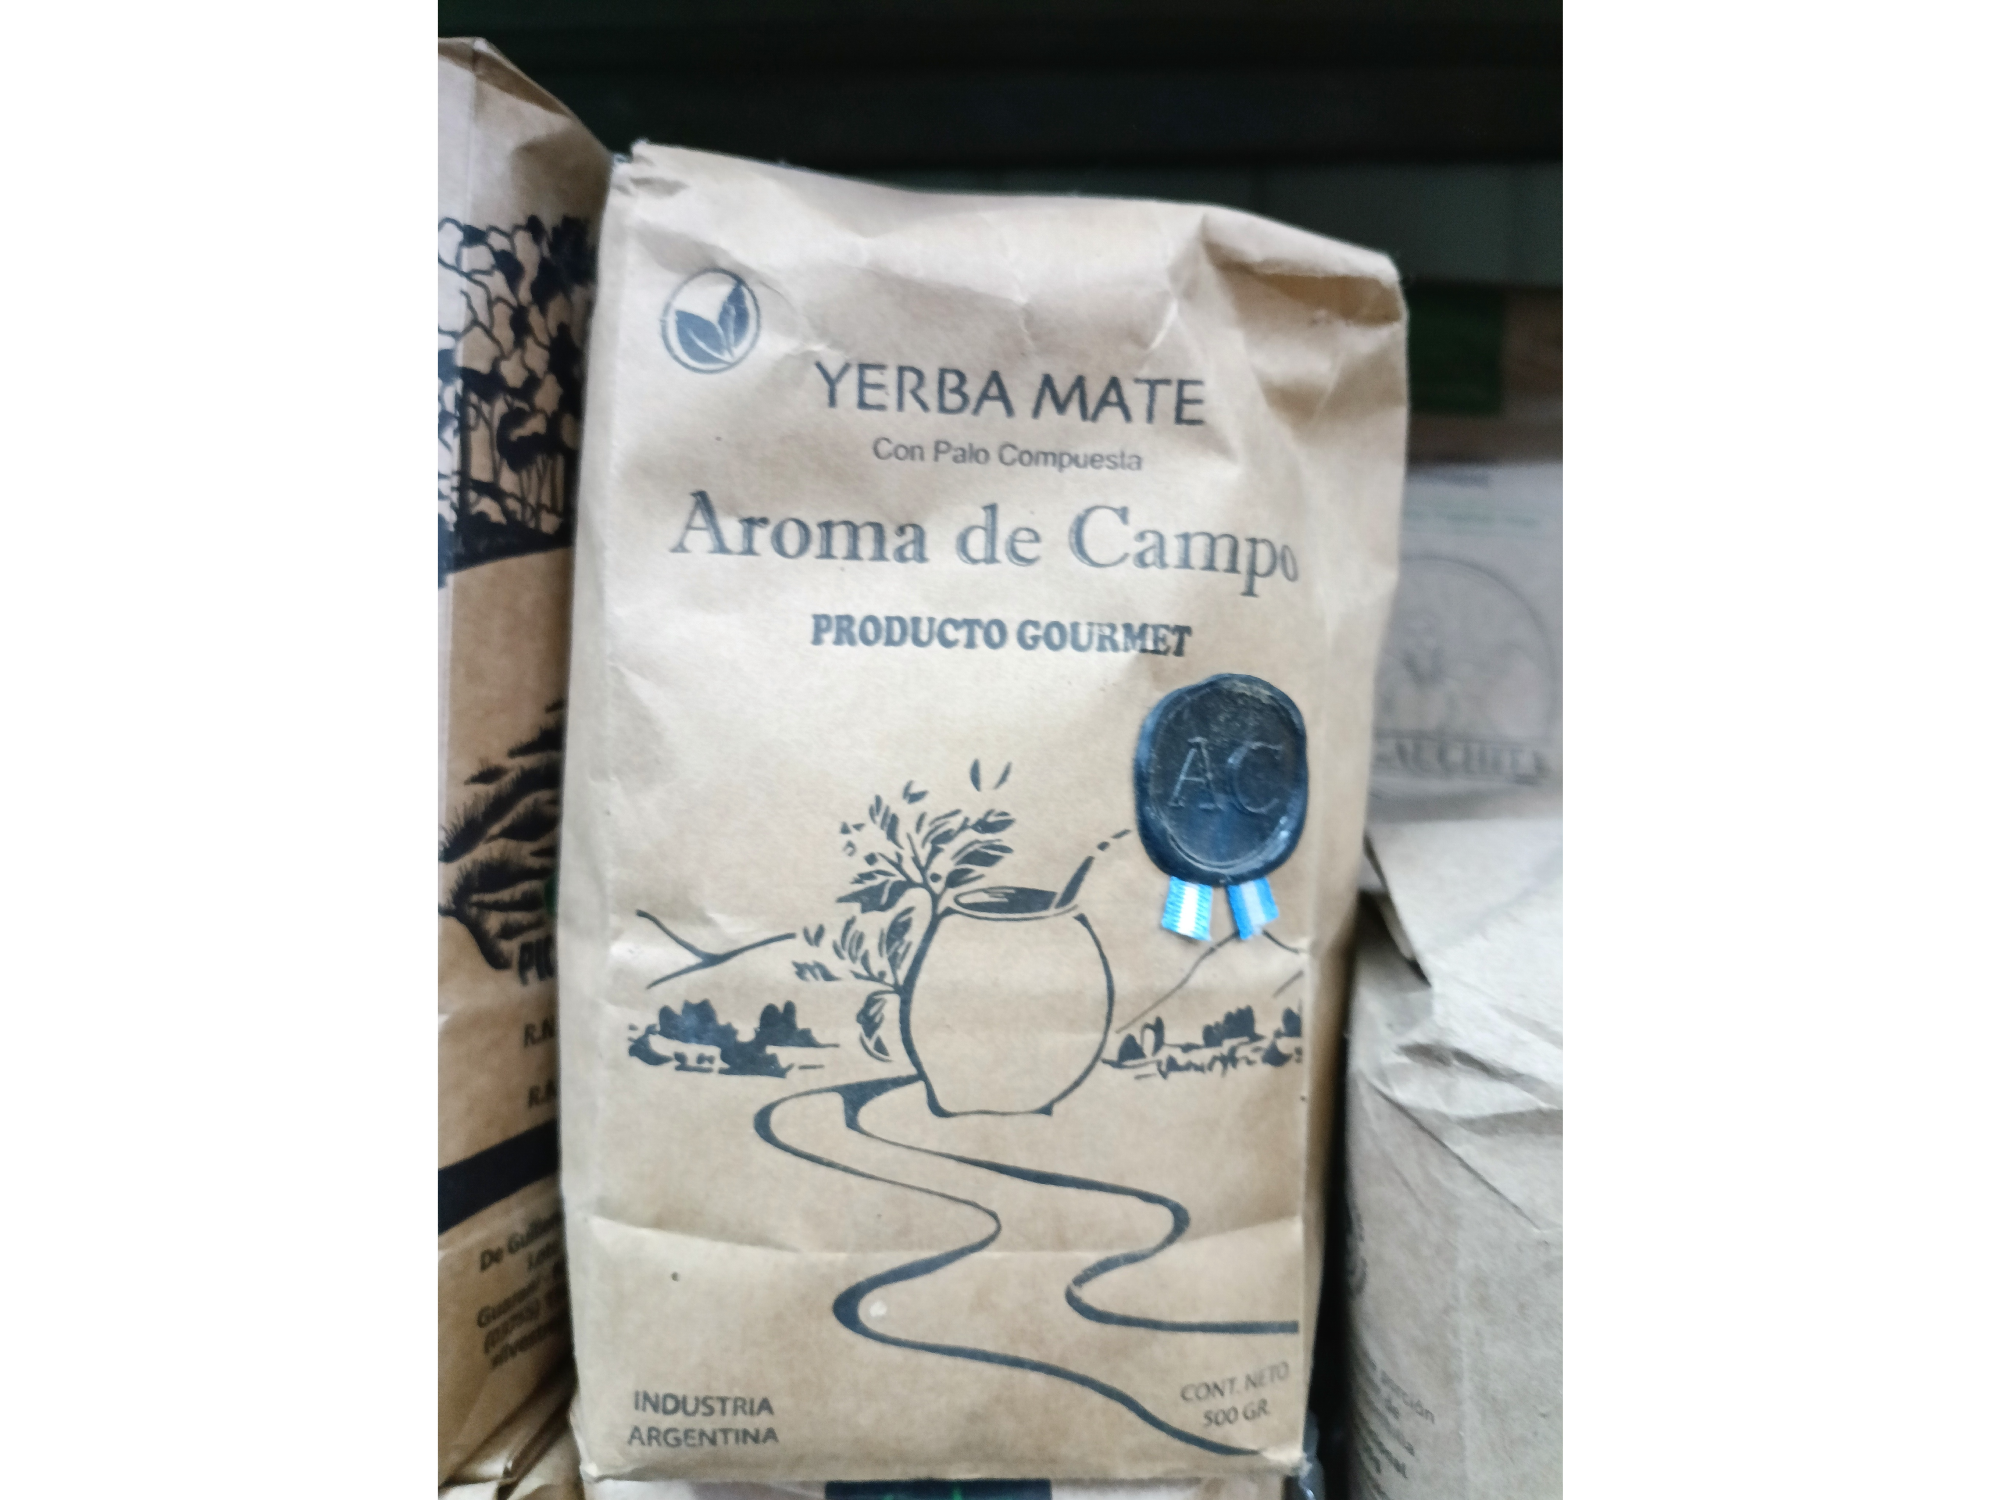 YERBA MATE
Con Palo Compuesta
Aroma de Campo
PRODUCTO GOURMET
AC
INDUSTRIA
ARGENTINA
CONT. NETO
500 GR